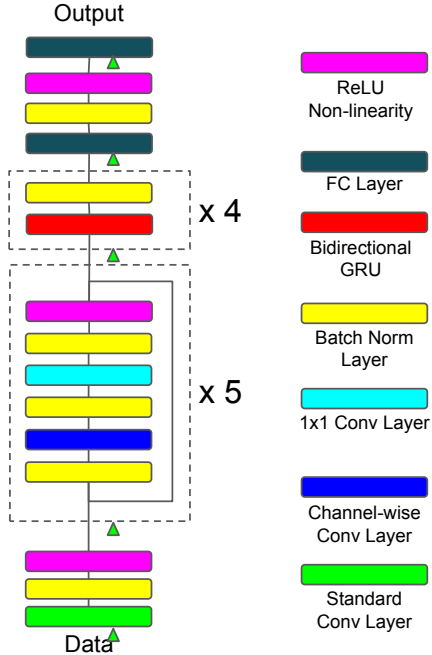 Output
x 4
x 5
Data
ReLU
Non-linearity
FC Layer
Bidirectional
GRU
Batch Norm
Layer
1x1 Conv Layer
Channel-wise
Conv Layer
Standard
Conv Layer